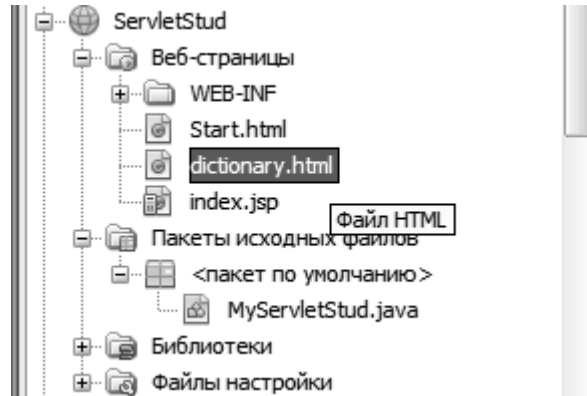 ServletStud
Веб-страницы
WEB-INF
Start.html
dictionary.html
index.jsp
Файл HTML
Пакеты исходных файлов
<пакет по умолчанию>
MyServletStud.java
Библиотеки
Файлы настройки